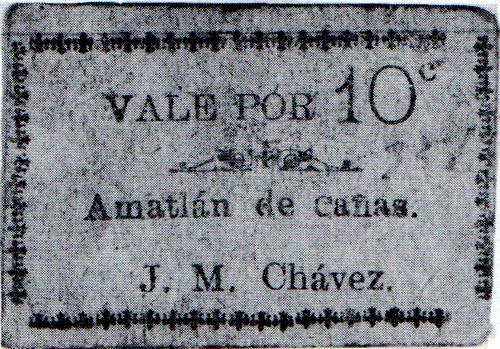 VALE POR 10c
Amatlán de cañas.
J. M. Chávez.